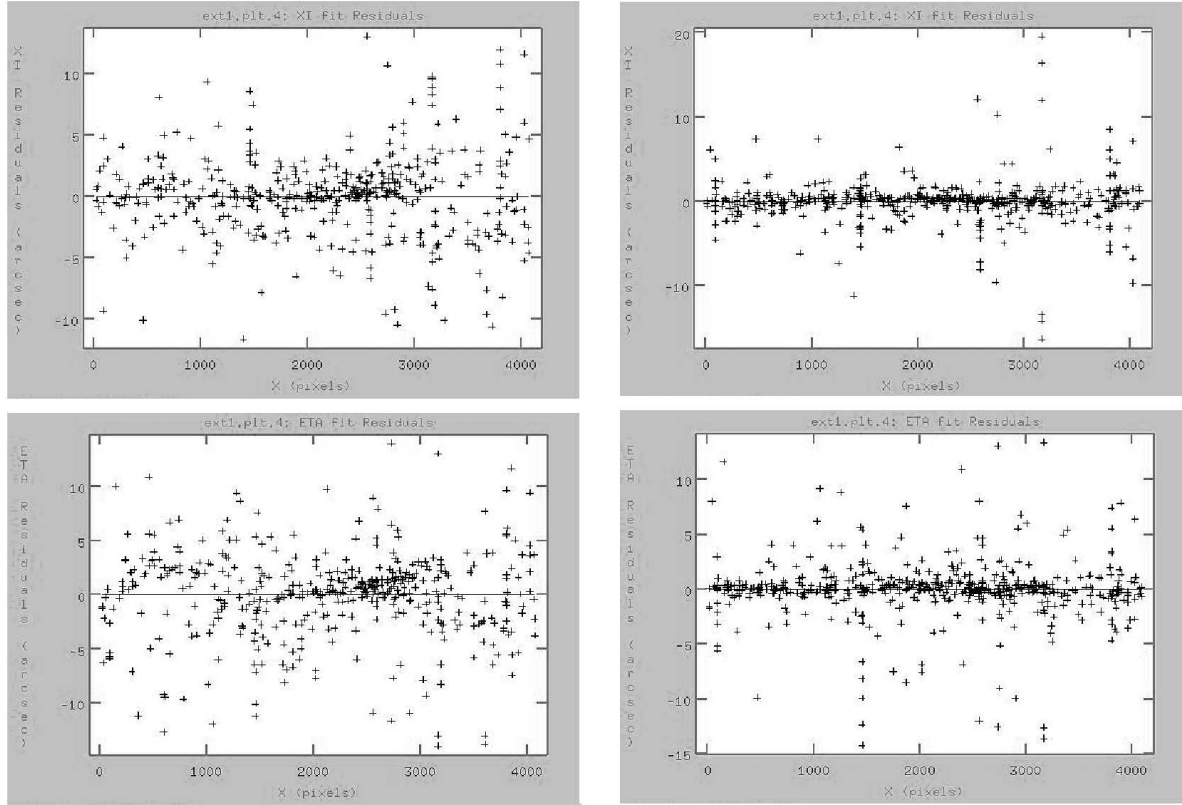 ext1.plt.4: XI fit Residuals
XI Residuals (arcsec)
10
5
0
-5
-10
0 1000 2000 3000 4000
X (pixels)
ext1.plt.4: XI fit Residuals
XI Residuals (arcsec)
20
10
0
-10
0 1000 2000 3000 4000
X (pixels)
ext1.plt.4: ETA fit Residuals
ETA Residuals (arcsec)
10
5
0
-5
-10
0 1000 2000 3000 4000
X (pixels)
ext1.plt.4: ETA fit Residuals
ETA Residuals (arcsec)
10
5
0
-5
-10
-15
0 1000 2000 3000 4000
X (pixels)